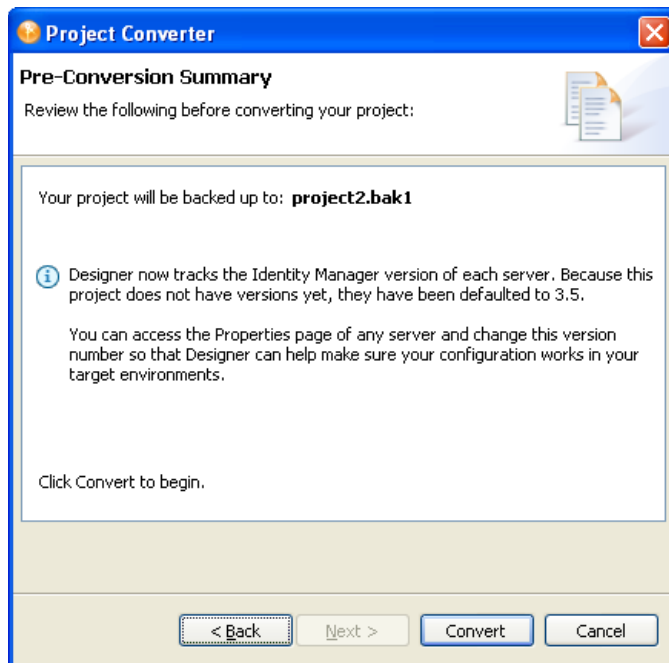 Project Converter
Pre-Conversion Summary
Review the following before converting your project:
Your project will be backed up to: project2.bak1
Designer now tracks the Identity Manager version of each server. Because this
project does not have versions yet, they have been defaulted to 3.5.
You can access the Properties page of any server and change this version
number so that Designer can help make sure your configuration works in your
target environments.
Click Convert to begin.
< Back
Next >
Convert
Cancel